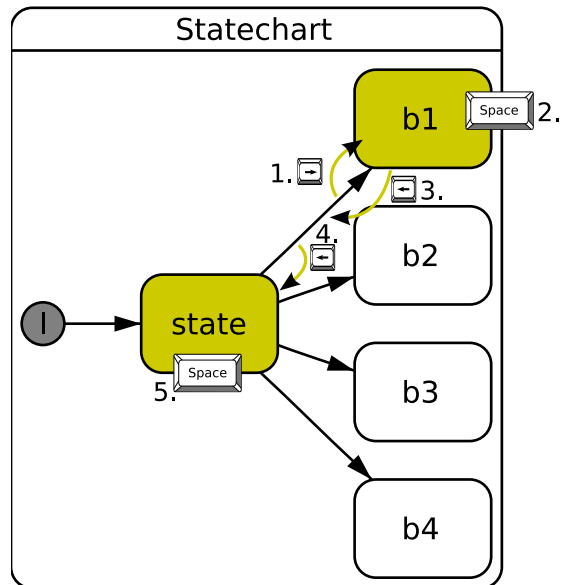 Statechart
b1
Space 2.
1. →
← 3.
4.
←
b2
I
state
Space
5.
b3
b4